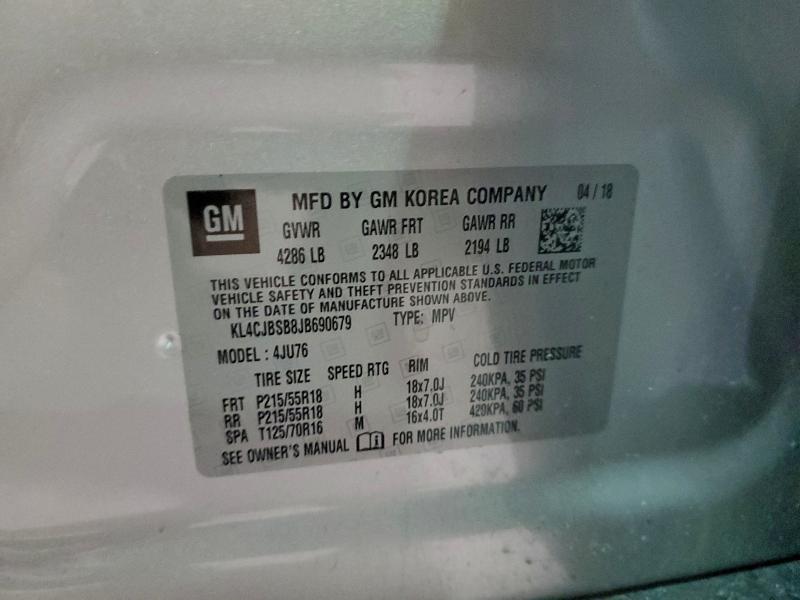 GM
MFD BY GM KOREA COMPANY 04 / 18
GVWR GAWR FRT GAWR RR
4286 LB 2348 LB 2194 LB
THIS VEHICLE CONFORMS TO ALL APPLICABLE U.S. FEDERAL MOTOR
VEHICLE SAFETY AND THEFT PREVENTION STANDARDS IN EFFECT
ON THE DATE OF MANUFACTURE SHOWN ABOVE.
KL4CJBSB8JB690679 TYPE: MPV
MODEL : 4JU76
TIRE SIZE SPEED RTG RIM COLD TIRE PRESSURE
FRT P215/55R18 H 18x7.0J 240KPA, 35 PSI
RR P215/55R18 H 18x7.0J 240KPA, 35 PSI
SPA T125/70R16 M 16x4.0T 420KPA, 60 PSI
SEE OWNER'S MANUAL FOR MORE INFORMATION.